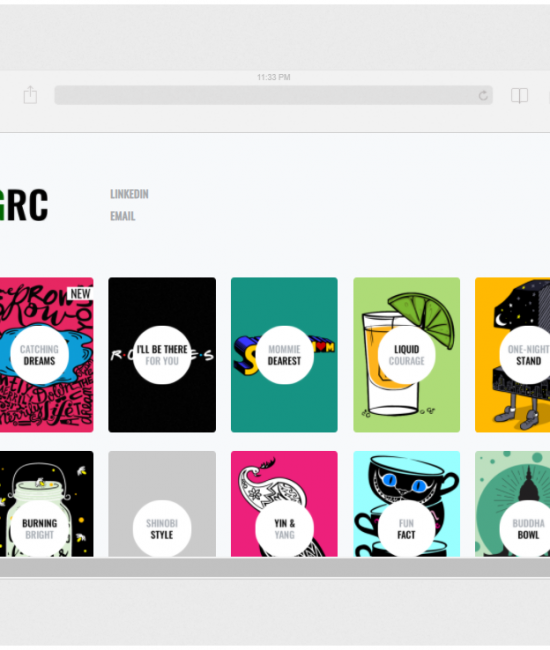 11:33 PM
GRC
LINKEDIN
EMAIL
NEW
CATCHING
DREAMS
I'LL BE THERE
FOR YOU
MOMMIE
DEAREST
LIQUID
COURAGE
ONE-NIGHT
STAND
BURNING
BRIGHT
SHINOBI
STYLE
YIN &
YANG
FUN
FACT
BUDDHA
BOWL